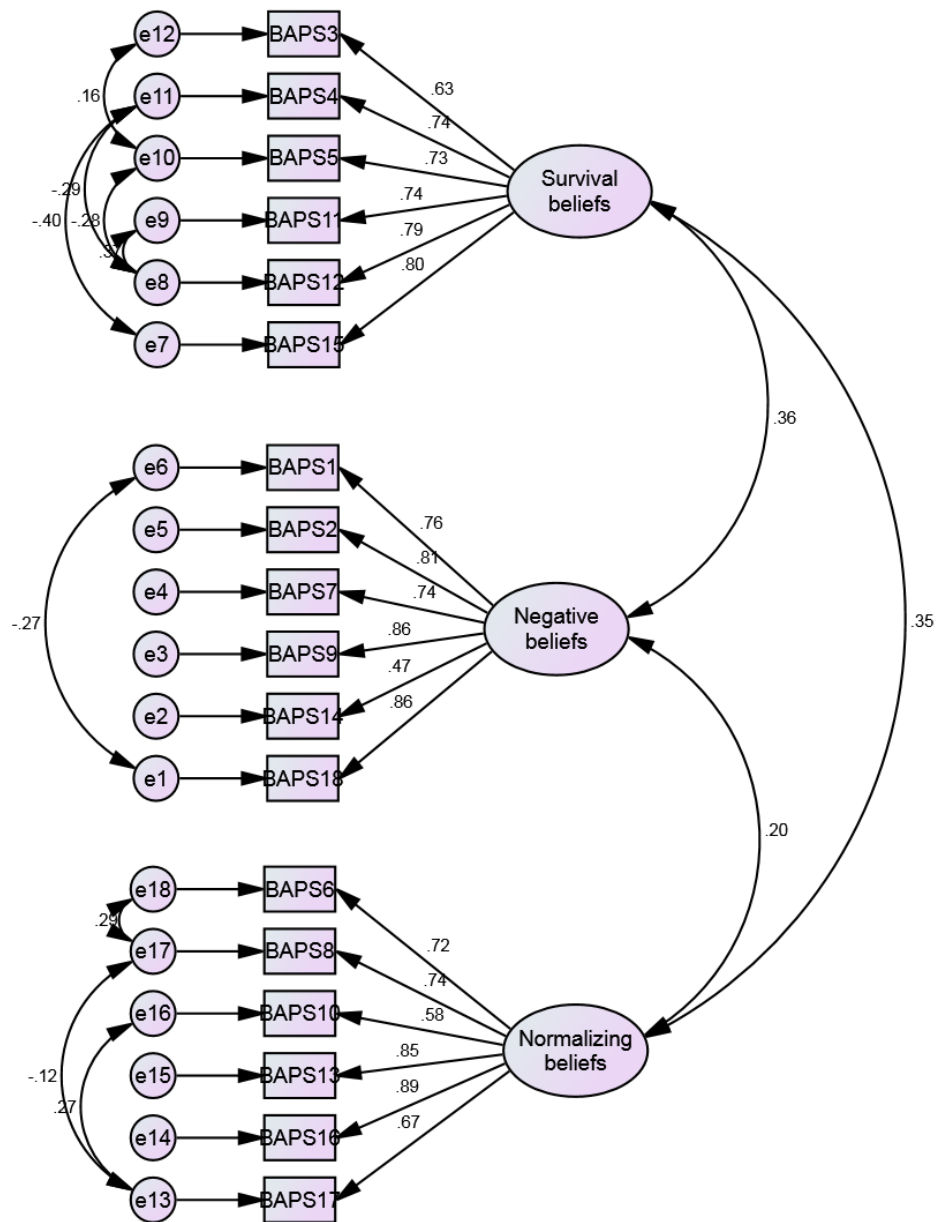 e12
BAPS3
.63
.16
e11
BAPS4
.74
e10
BAPS5
.73
Survival
beliefs
-.29
-.40
-.28
e9
BAPS11
.74
.79
e8
BAPS12
.80
e7
BAPS15
.36
e6
BAPS1
.76
e5
BAPS2
.81
e4
BAPS7
.74
-.27
Negative
beliefs
.35
e3
BAPS9
.86
.47
e2
BAPS14
.86
e1
BAPS18
.20
e18
BAPS6
.29
.72
e17
BAPS8
.74
e16
BAPS10
.58
Normalizing
beliefs
-.12
.27
e15
BAPS13
.85
.89
e14
BAPS16
.67
e13
BAPS17